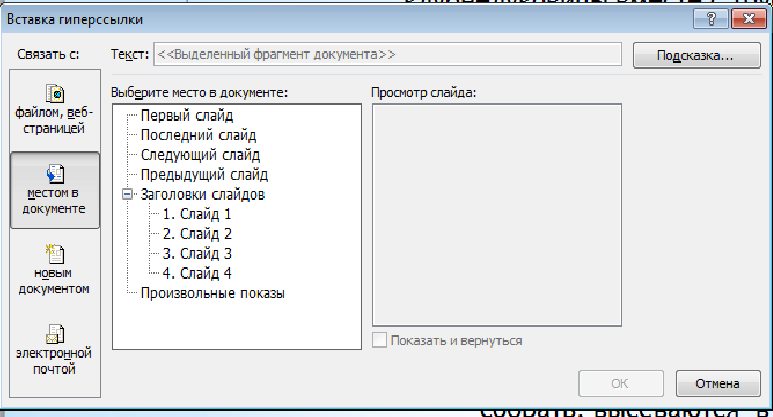 Вставка гиперссылки
Связать с:
Текст: <<Выделенный фрагмент документа>>
Подсказка...
файлом, веб-
страницей
местом в
документе
новым
документом
электронной
почтой
Выберите место в документе:
Первый слайд
Последний слайд
Следующий слайд
Предыдущий слайд
Заголовки слайдов
1. Слайд 1
2. Слайд 2
3. Слайд 3
4. Слайд 4
Произвольные показы
Просмотр слайда:
Показать и вернуться
OK
Отмена